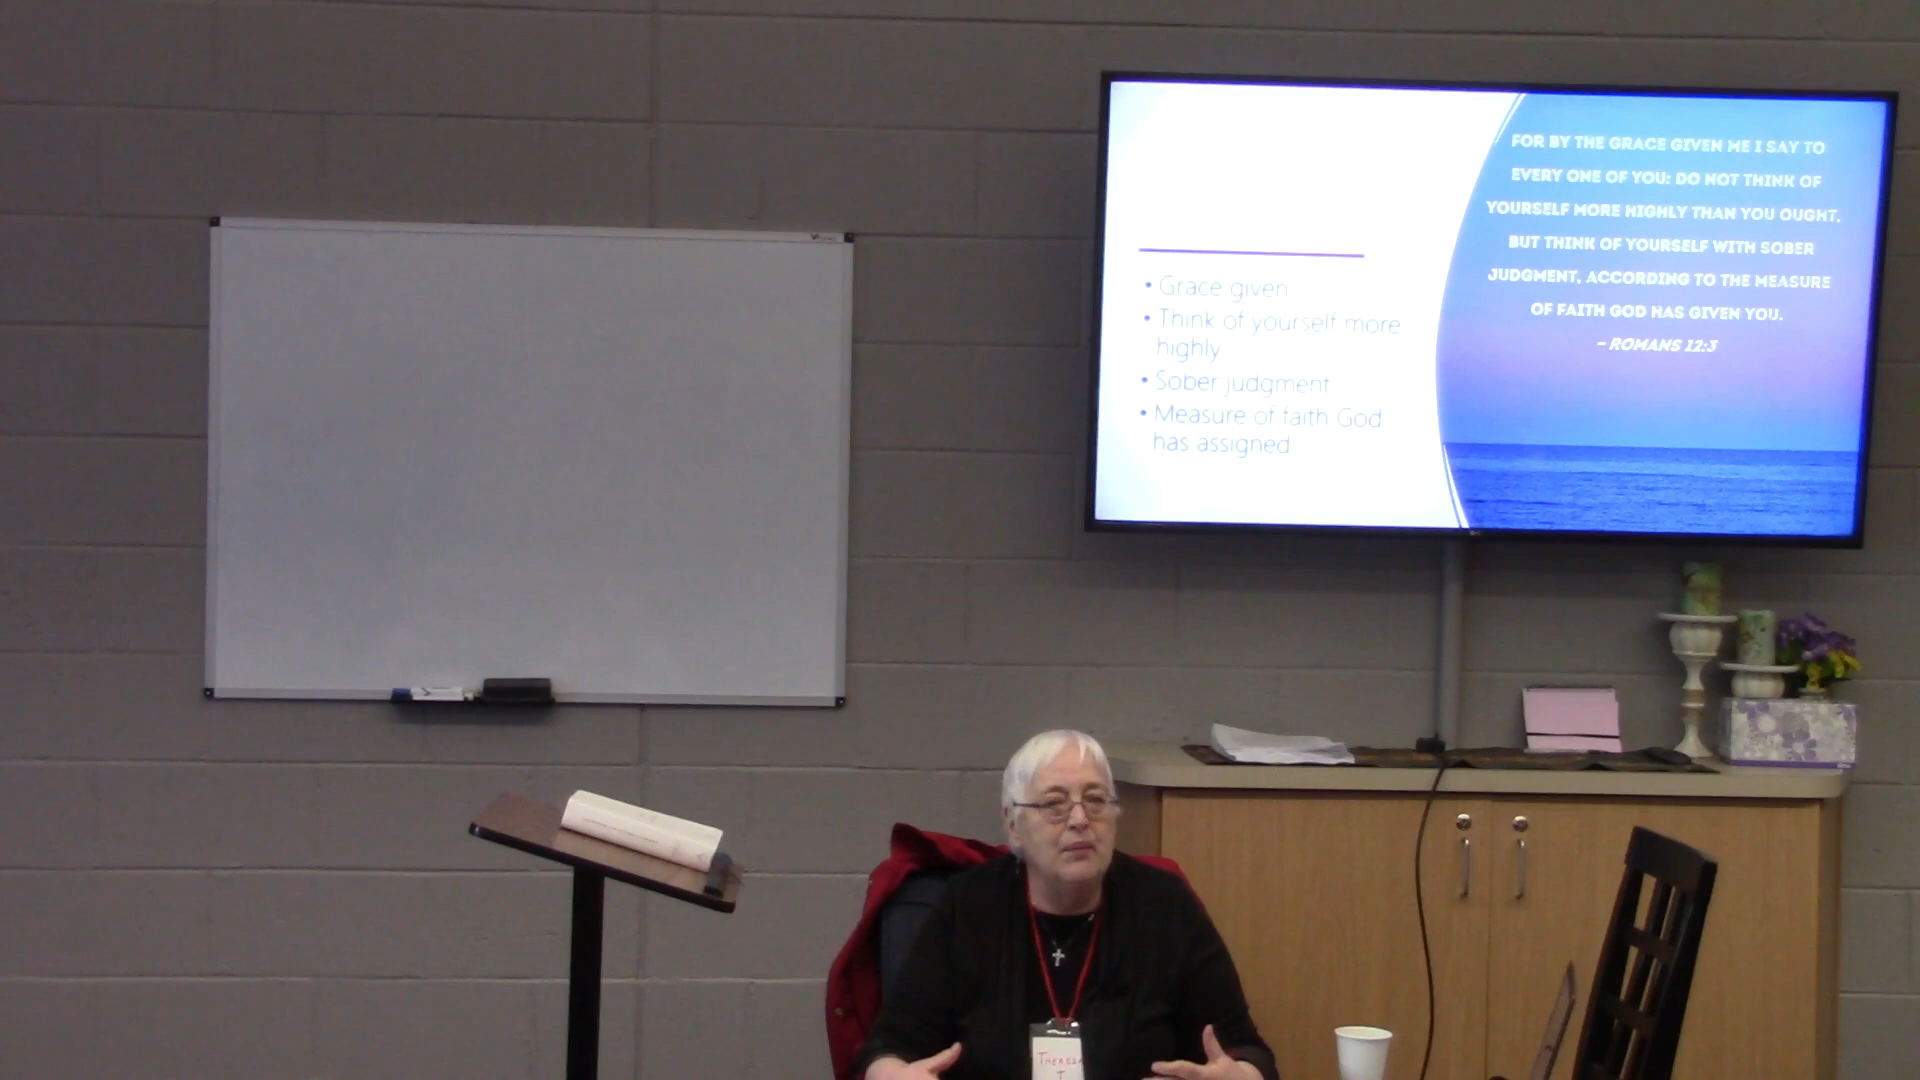 FOR BY THE GRACE GIVEN ME I SAY TO
EVERY ONE OF YOU: DO NOT THINK OF
YOURSELF MORE HIGHLY THAN YOU OUGHT,
BUT THINK OF YOURSELF WITH SOBER
JUDGMENT, ACCORDING TO THE MEASURE
OF FAITH GOD HAS GIVEN YOU.
– ROMANS 12:3
• Grace given
• Think of yourself more
highly
• Sober judgment
• Measure of faith God
has assigned
THERESA
T